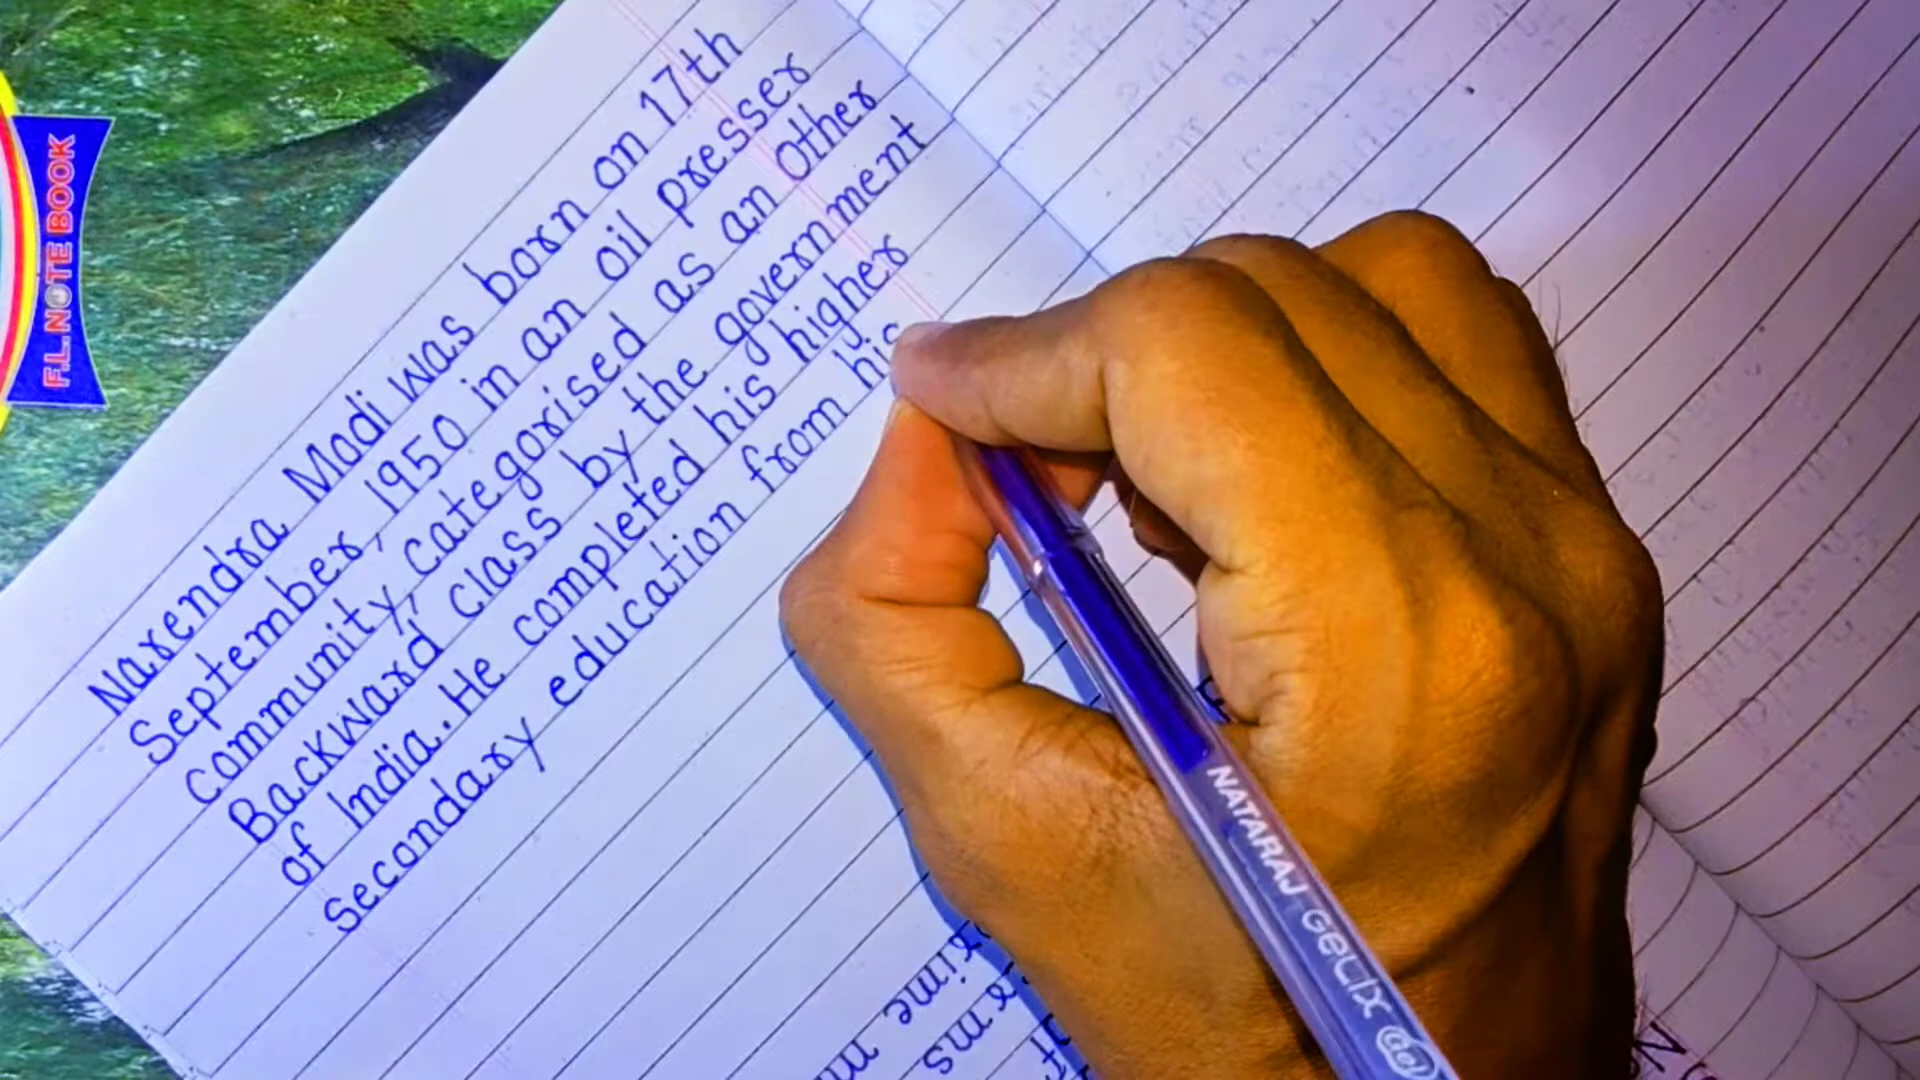 Narendra Modi was born on 17th
September, 1950 in an oil presser
community, categorised as an Other
Backward class by the government
of India. He completed his higher
Secondary education from his
F.L.NOTE BOOK
NATARAJ GELIX Gel